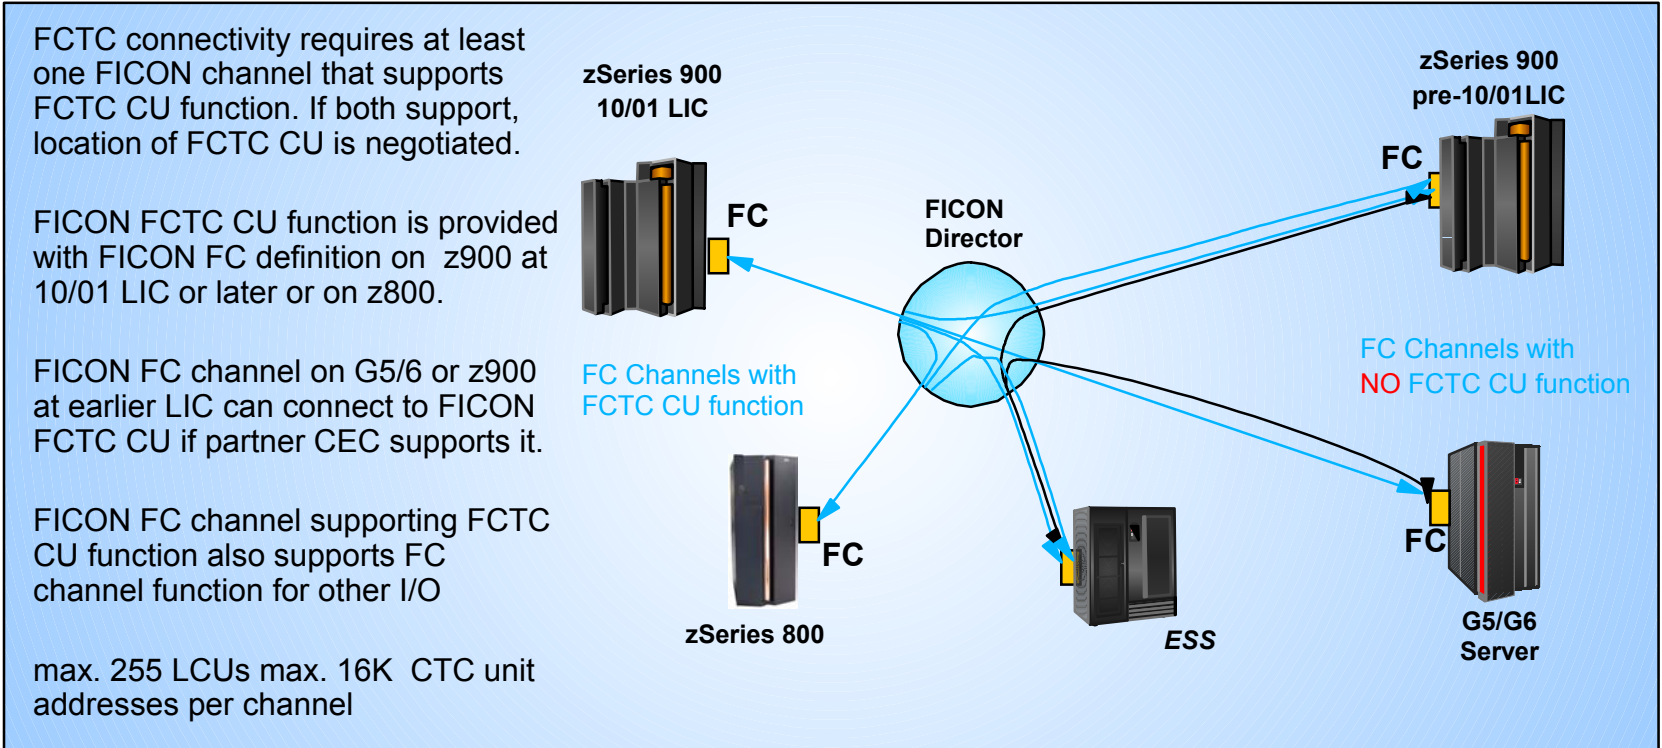 FCTC connectivity requires at least
one FICON channel that supports
FCTC CU function. If both support,
location of FCTC CU is negotiated.
FICON FCTC CU function is provided
with FICON FC definition on z900 at
10/01 LIC or later or on z800.
FICON FC channel on G5/6 or z900
at earlier LIC can connect to FICON
FCTC CU if partner CEC supports it.
FICON FC channel supporting FCTC
CU function also supports FC
channel function for other I/O
max. 255 LCUs max. 16K CTC unit
addresses per channel
zSeries 900
10/01 LIC
FC
FC Channels with
FCTC CU function
FC
zSeries 800
FICON
Director
ESS
zSeries 900
pre-10/01LIC
FC
FC Channels with
NO FCTC CU function
FC
G5/G6
Server